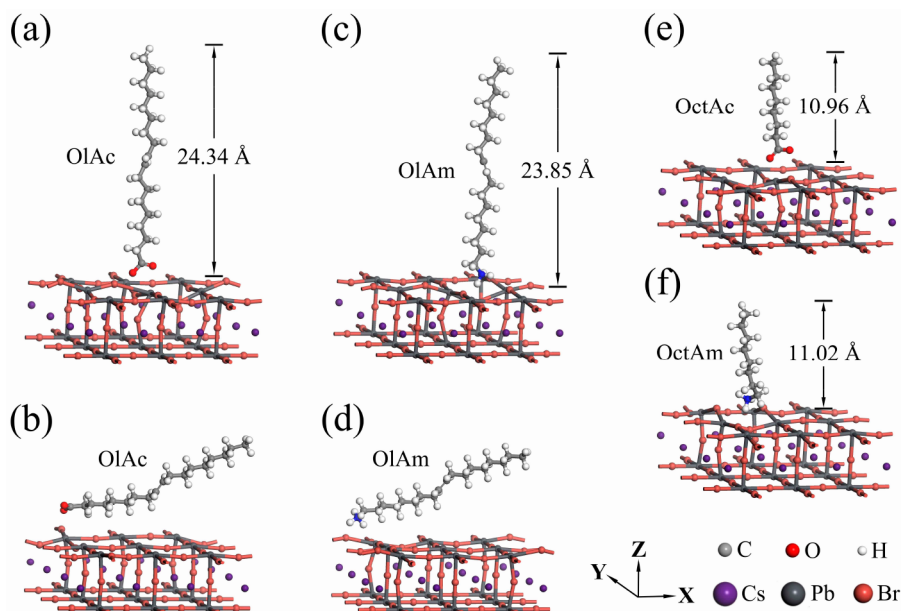 (a)
OlAc
24.34 Å
(c)
OlAm
23.85 Å
(e)
OctAc
10.96 Å
(f)
OctAm
11.02 Å
(b)
OlAc
(d)
OlAm
Z
Y
X
C
O
H
Cs
Pb
Br